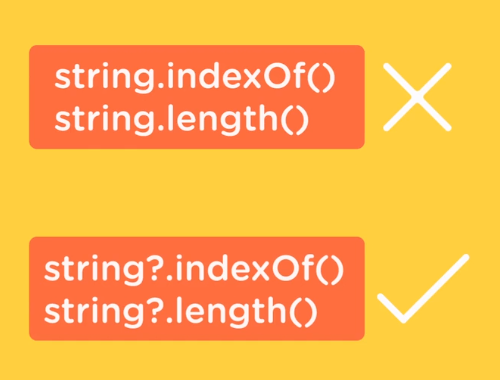 string.indexOf()
string.length()
string?.indexOf()
string?.length()